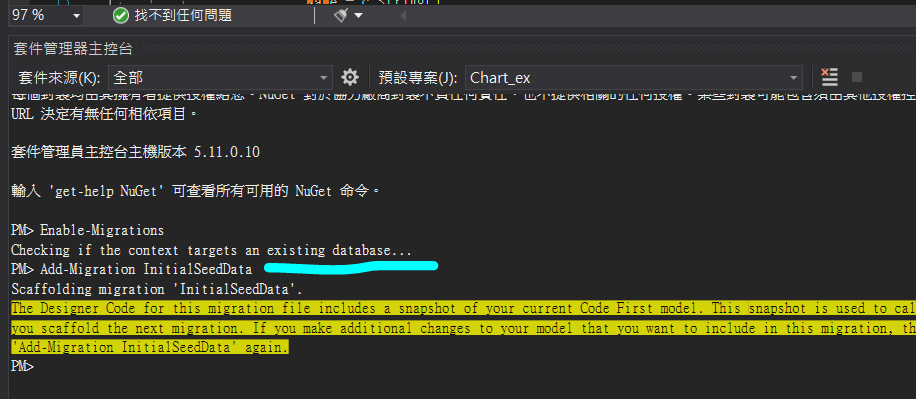 97 %
找不到任何問題
套件管理器主控台
套件來源(K): 全部
預設專案(J): Chart_ex
URL 決定有無任何相依項目。
套件管理員主控台主機版本 5.11.0.10
輸入 'get-help NuGet' 可查看所有可用的 NuGet 命令。
PM> Enable-Migrations
Checking if the context targets an existing database...
PM> Add-Migration InitialSeedData
Scaffolding migration 'InitialSeedData'.
The Designer Code for this migration file includes a snapshot of your current Code First model. This snapshot is used to cal
you scaffold the next migration. If you make additional changes to your model that you want to include in this migration, th
'Add-Migration InitialSeedData' again.
PM>